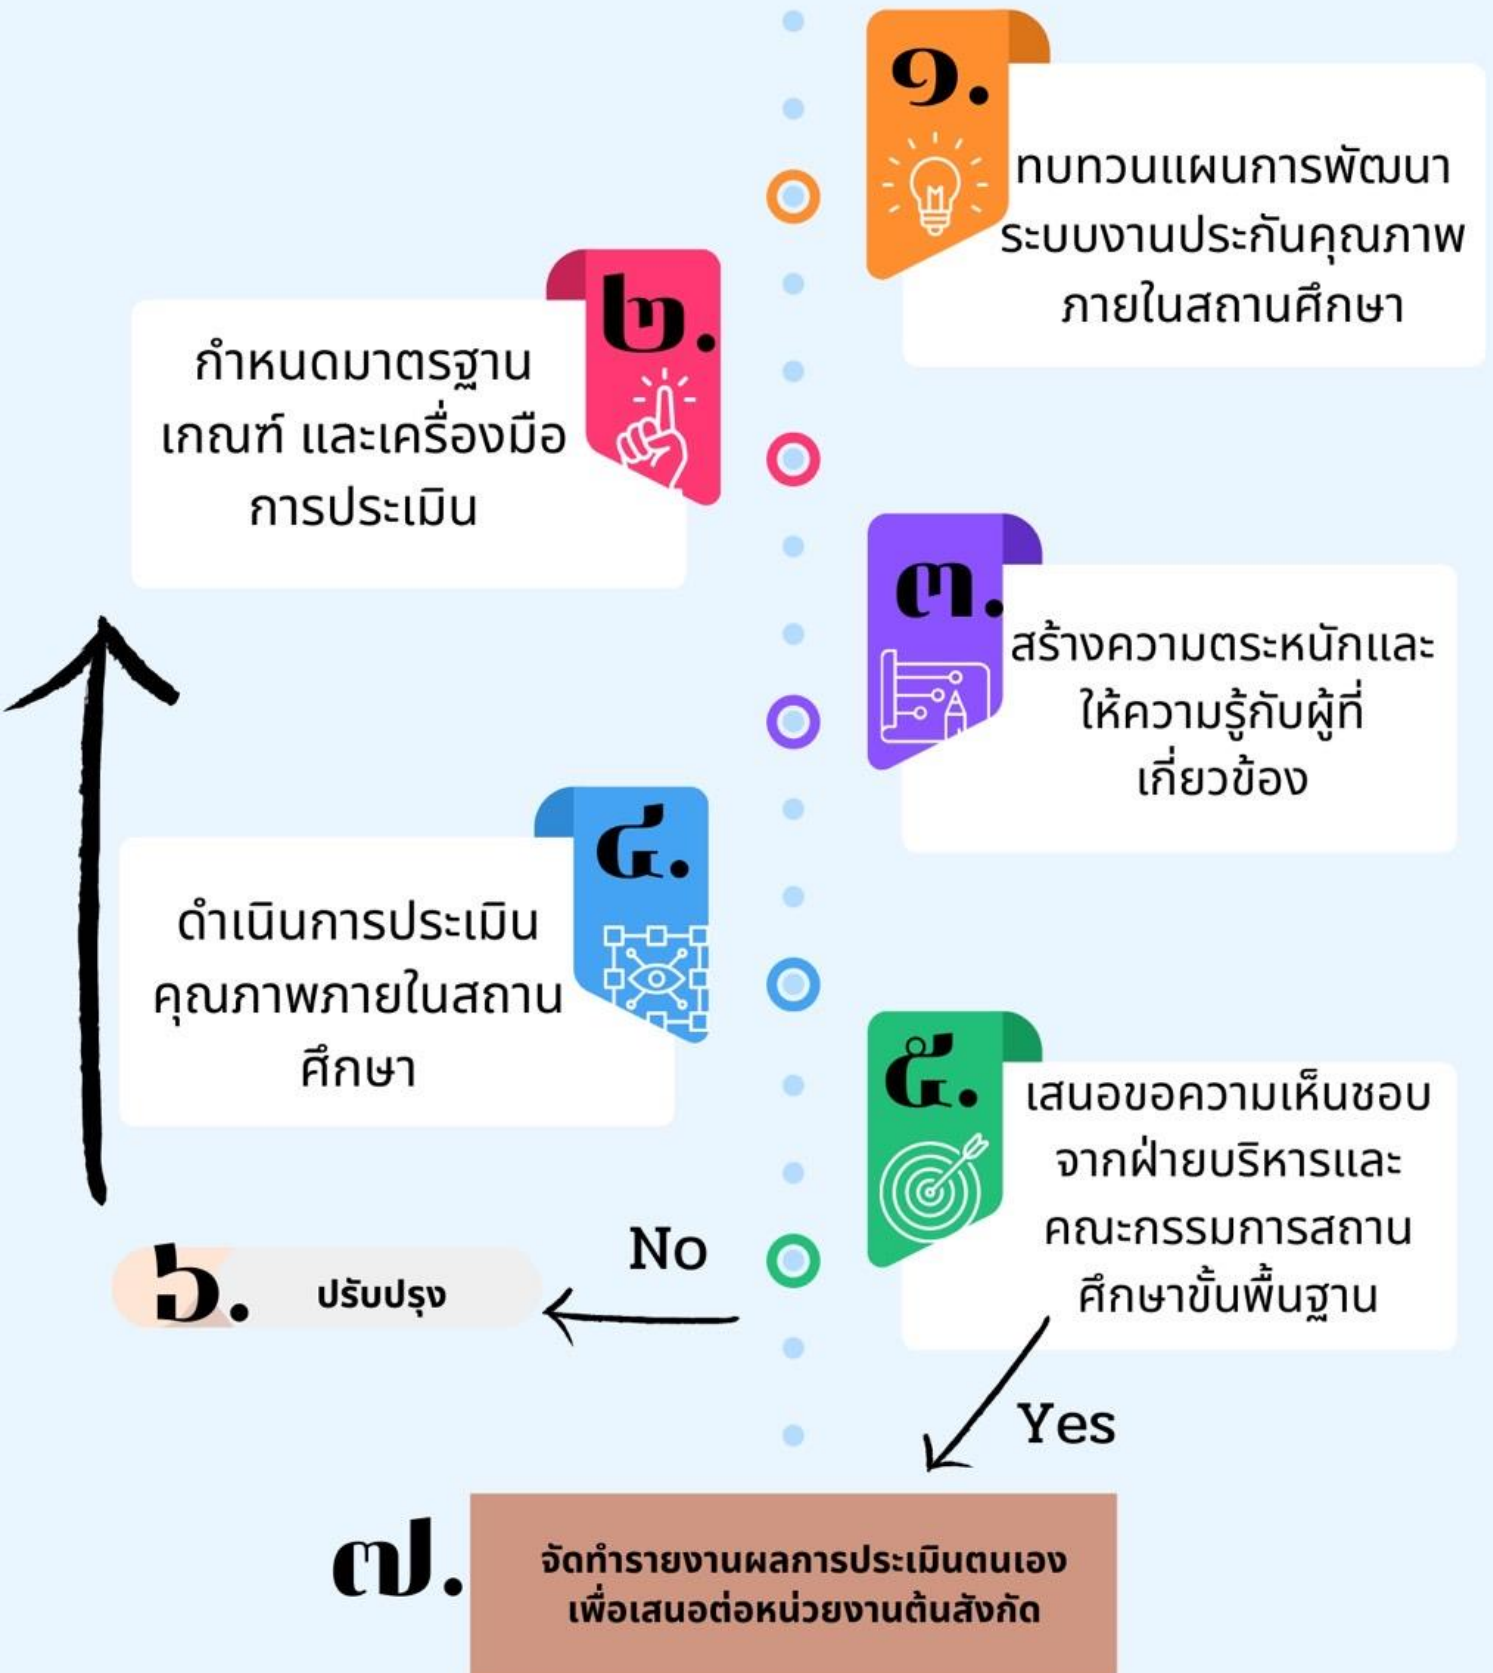 ๑.
ทบทวนแผนการพัฒนา
ระบบงานประกันคุณภาพ
ภายในสถานศึกษา
๒.
กำหนดมาตรฐาน
เกณฑ์ และเครื่องมือ
การประเมิน
๓.
สร้างความตระหนักและ
ให้ความรู้กับผู้ที่
เกี่ยวข้อง
๔.
ดำเนินการประเมิน
คุณภาพภายในสถาน
ศึกษา
๕.
เสนอขอความเห็นชอบ
จากฝ่ายบริหารและ
คณะกรรมการสถาน
ศึกษาขั้นพื้นฐาน
No
๖.
ปรับปรุง
Yes
๗.
จัดทำรายงานผลการประเมินตนเอง
เพื่อเสนอต่อหน่วยงานต้นสังกัด